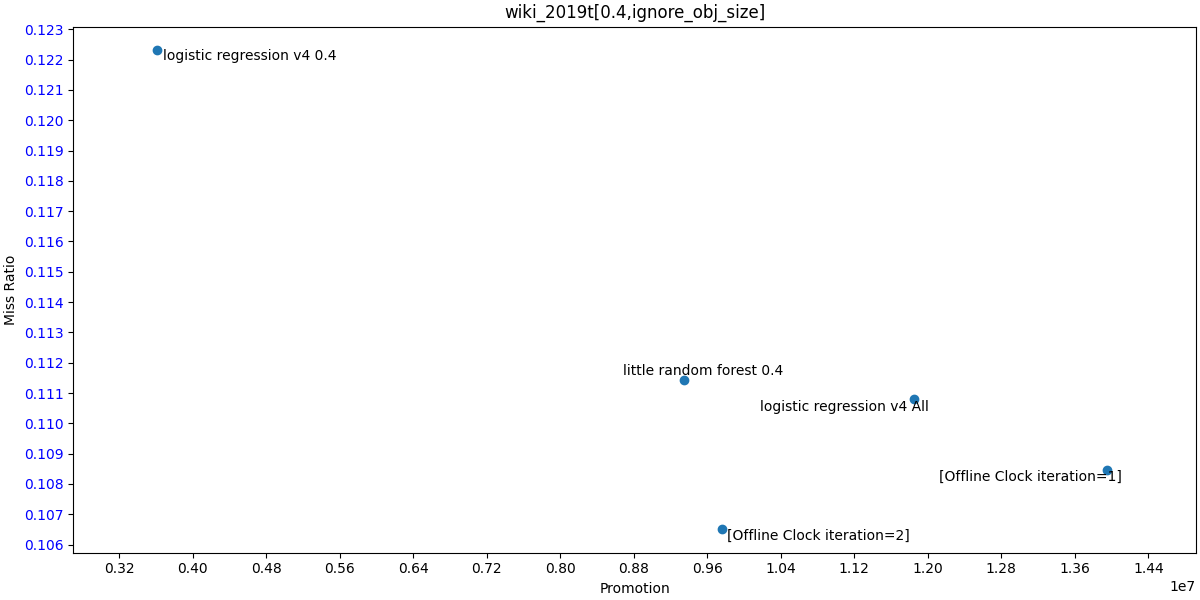 wiki_2019t[0.4,ignore_obj_size]
0.123
0.122
0.121
0.120
0.119
0.118
0.117
0.116
0.115
0.114
0.113
0.112
0.111
0.110
0.109
0.108
0.107
0.106
Miss Ratio
logistic regression v4 0.4
little random forest 0.4
logistic regression v4 All
[Offline Clock iteration=1]
[Offline Clock iteration=2]
0.32 0.40 0.48 0.56 0.64 0.72 0.80 0.88 0.96 1.04 1.12 1.20 1.28 1.36 1.44
1e7
Promotion